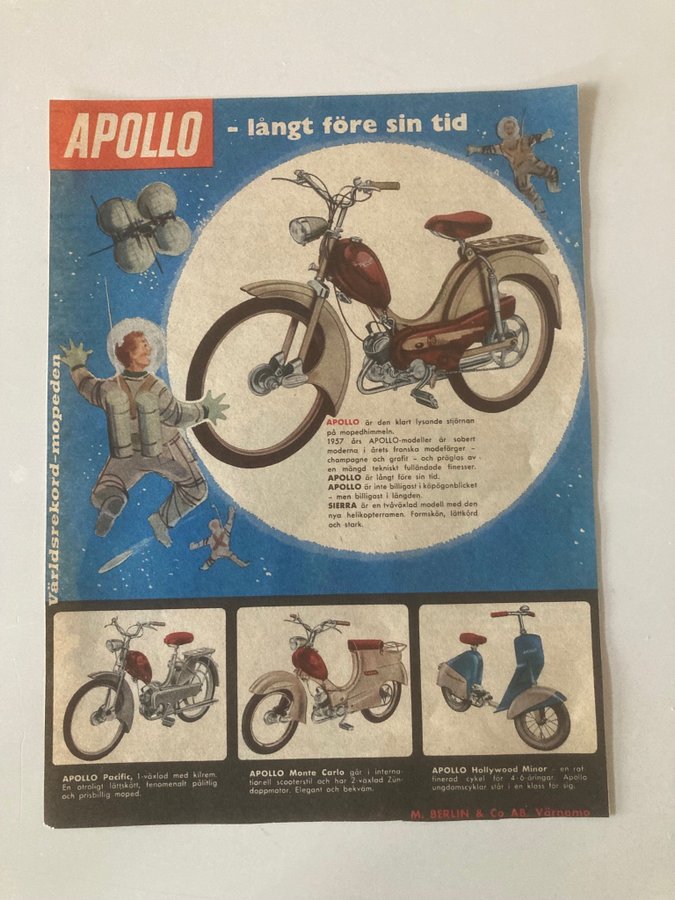 APOLLO – långt före sin tid
Världsrekord-mopeden
APOLLO är den klart lysande stjärnan
på mopedhimmeln.
1957 års APOLLO-modeller är sobert
moderna i årets franska modefärger –
champagne och grafit – och präglas av
en mängd tekniskt fulländade finesser.
APOLLO är långt före sin tid.
APOLLO är inte billigast i köpögonblicket
– men billigast i längden.
SIERRA är en tvåväxlad modell med den
nya helikopterramen. Formskön, lättkörd
och stark.
APOLLO Pacific, 1-växlad med kilrem.
En otroligt lättskött, fenomenalt pålitlig
och prisbillig moped.
APOLLO Monte Carlo går i interna-
tionell scooterstil och har 2-växlad Zün-
dappmotor. Elegant och bekväm.
APOLLO Hollywood Minor – en raf-
finerad cykel för 4-6-åringar. Apollo
ungdomscyklar står i en klass för sig.
M. BERLIN & Co AB, Värnamo